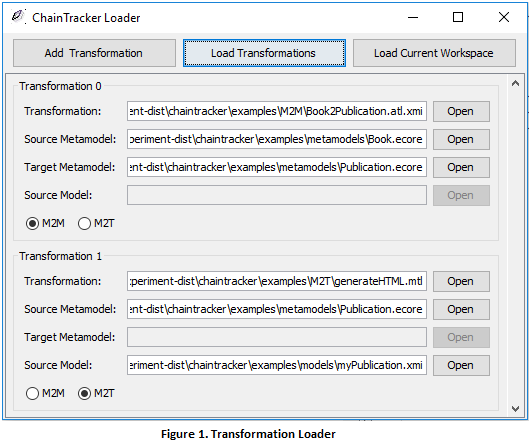 ChainTracker Loader
Add Transformation Load Transformations Load Current Workspace
Transformation 0
Transformation: ent-dist\chaintracker\examples\M2M\Book2Publication.atl.xmi Open
Source Metamodel: periment-dist\chaintracker\examples\metamodels\Book.ecore Open
Target Metamodel: ent-dist\chaintracker\examples\metamodels\Publication.ecore Open
Source Model: Open
M2M M2T
Transformation 1
Transformation: xperiment-dist\chaintracker\examples\M2T\generateHTML.mtl Open
Source Metamodel: ent-dist\chaintracker\examples\metamodels\Publication.ecore Open
Target Metamodel: Open
Source Model: eriment-dist\chaintracker\examples\models\myPublication.xmi Open
M2M M2T
Figure 1. Transformation Loader